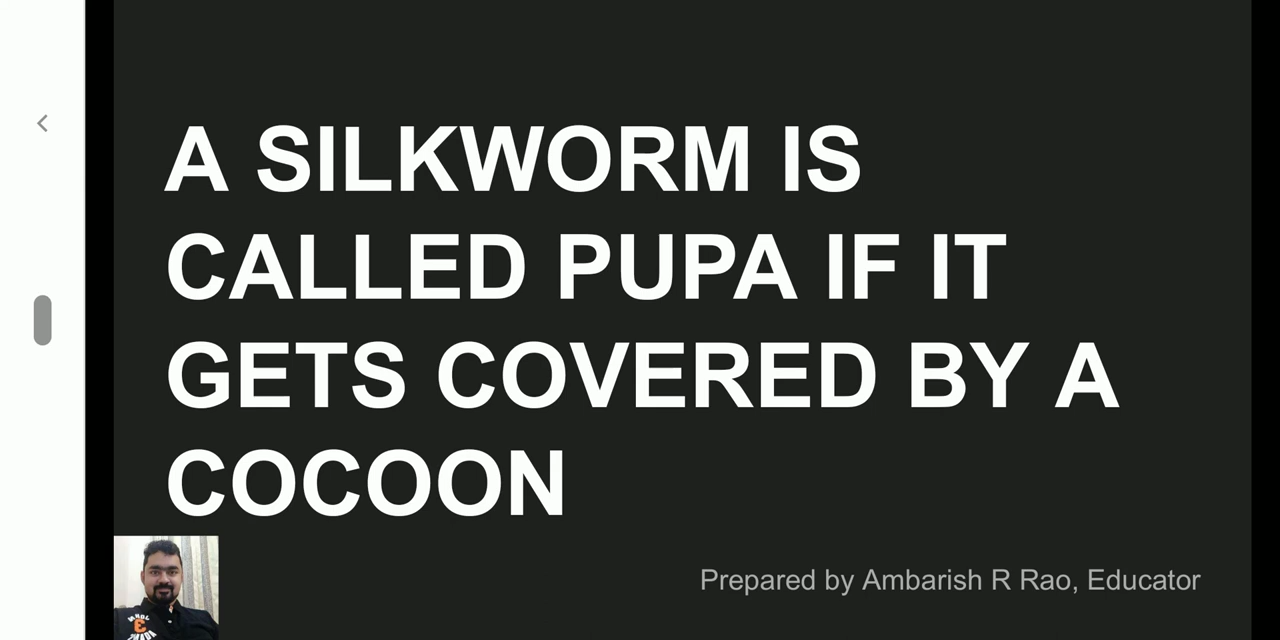 A SILKWORM IS
CALLED PUPA IF IT
GETS COVERED BY A
COCOON
Prepared by Ambarish R Rao, Educator